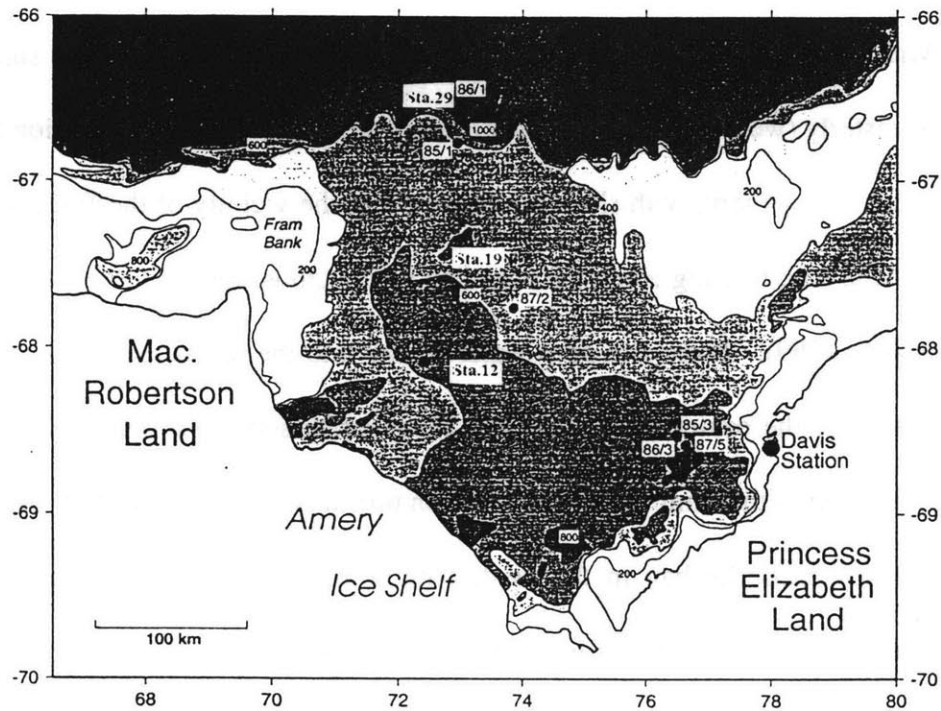 -66
-66
86/1
Sta.29
1000
600
85/1
-67
-67
200
400
Fram
Bank
800
Sta.19
200
600
87/2
-68
-68
Mac.
Robertson
Land
Sta.12
85/3
86/3
87/5
Davis
Station
-69
-69
Amery
800
Ice Shelf
200
Princess
Elizabeth
Land
100 km
-70
-70
68
70
72
74
76
78
80